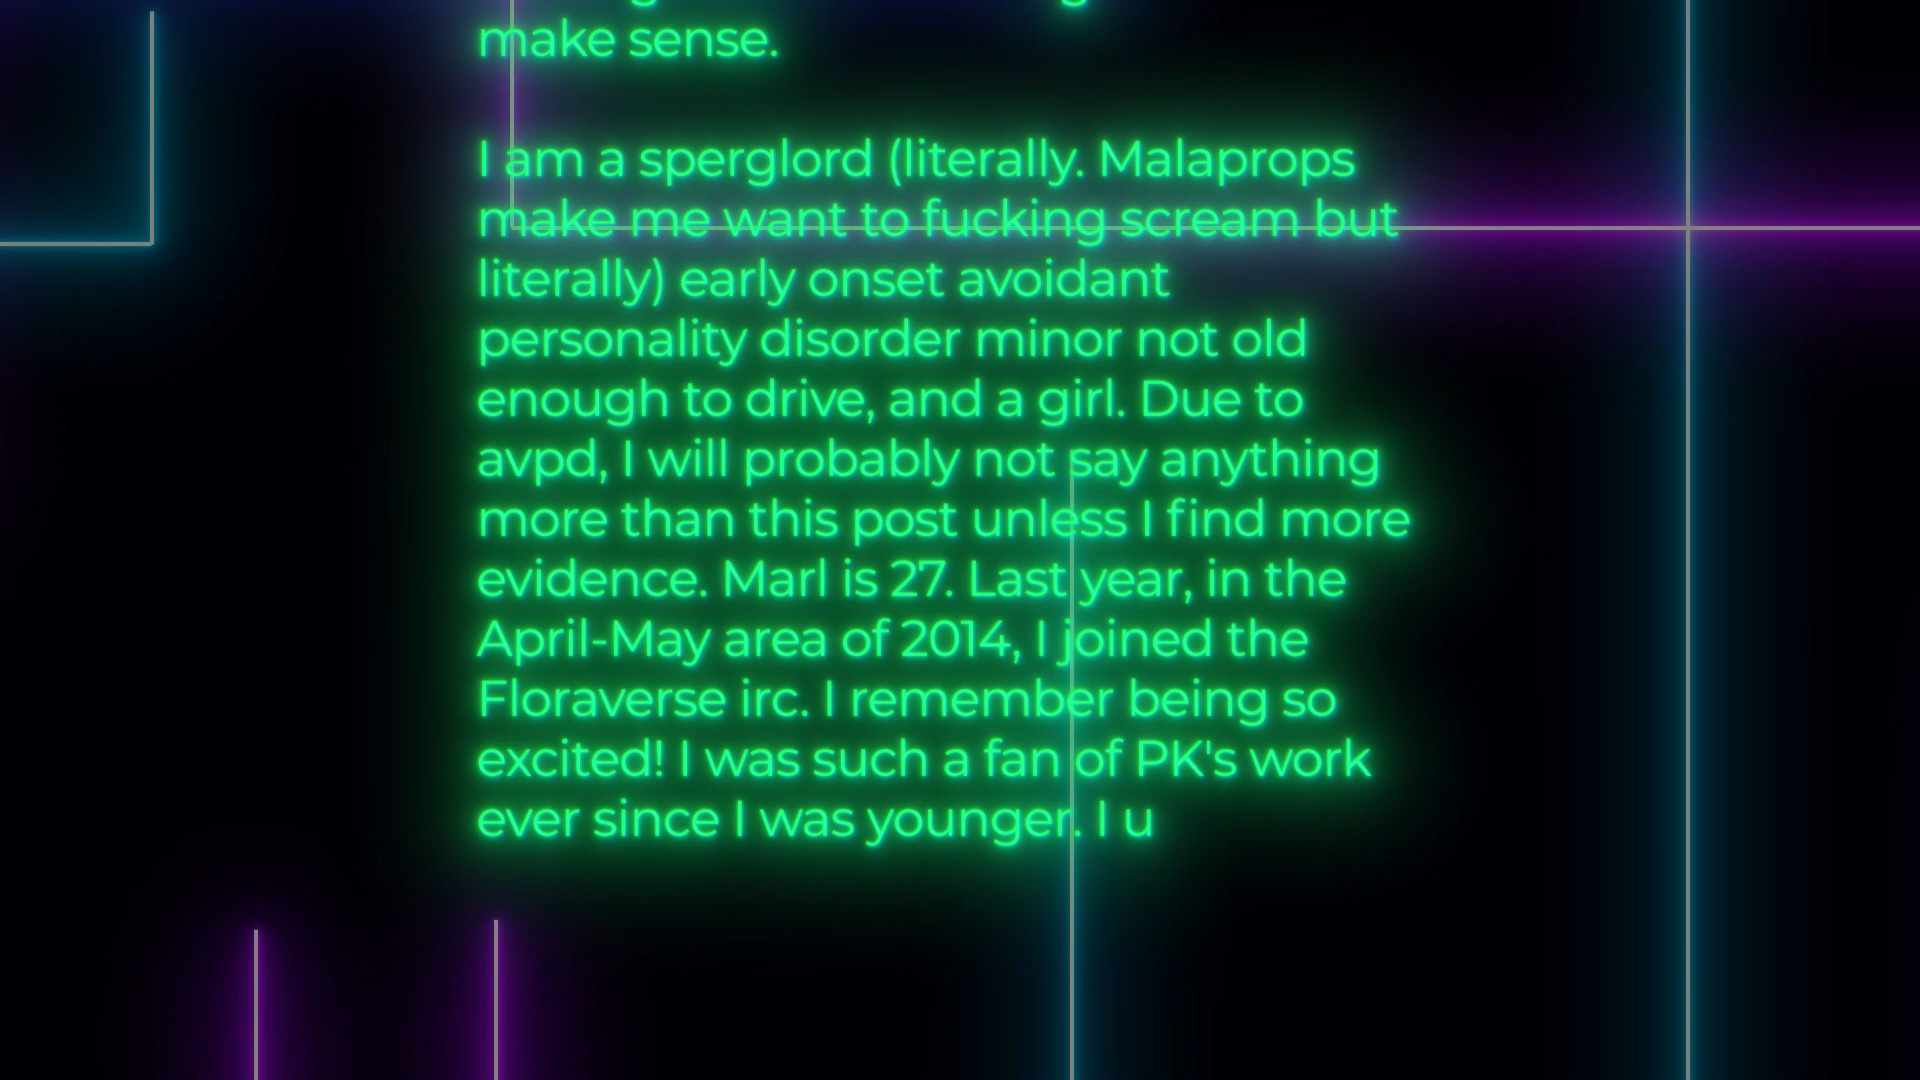 make sense.
I am a sperglord (literally. Malaprops
make me want to fucking scream but
literally) early onset avoidant
personality disorder minor not old
enough to drive, and a girl. Due to
avpd, I will probably not say anything
more than this post unless I find more
evidence. Marl is 27. Last year, in the
April-May area of 2014, I joined the
Floraverse irc. I remember being so
excited! I was such a fan of PK's work
ever since I was younger. I u